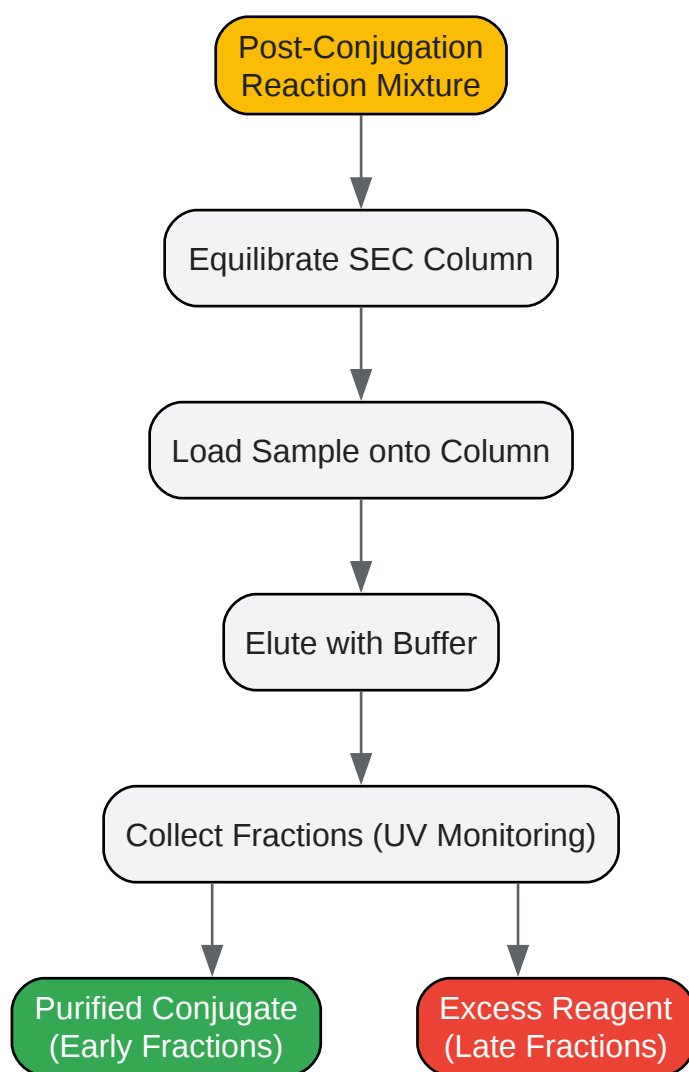 Post-Conjugation
Reaction Mixture
Equilibrate SEC Column
Load Sample onto Column
Elute with Buffer
Collect Fractions (UV Monitoring)
Purified Conjugate
(Early Fractions)
Excess Reagent
(Late Fractions)